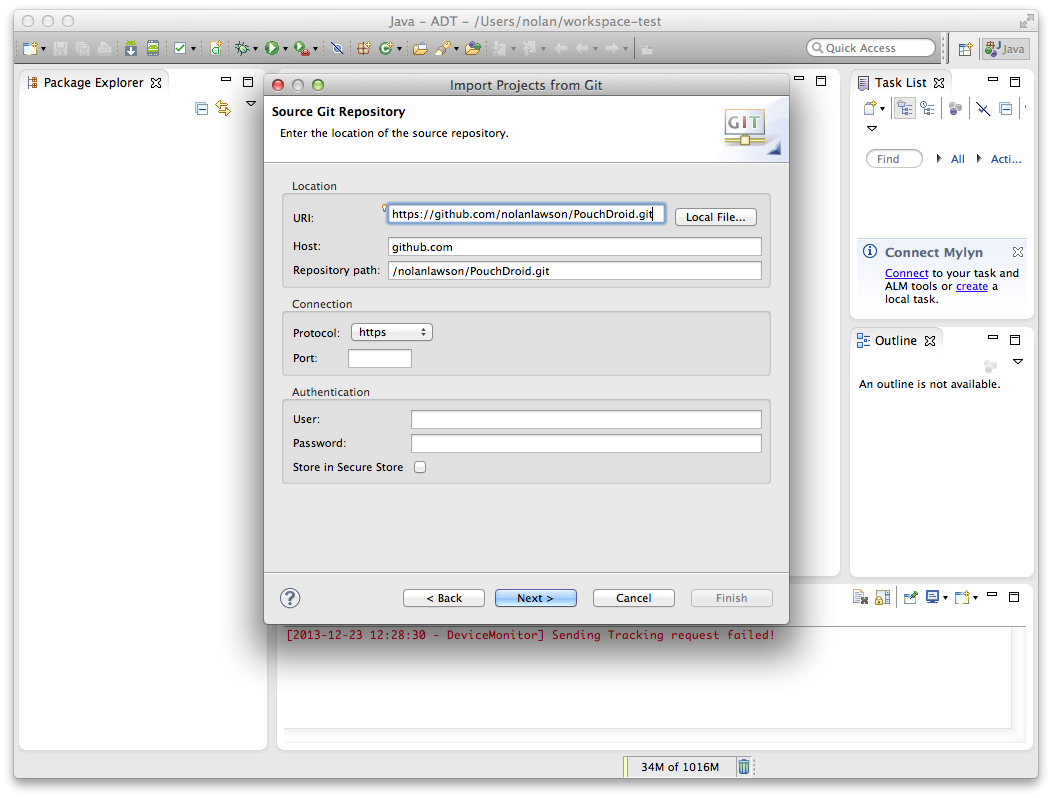 Java - ADT - /Users/nolan/workspace-test
Quick Access
Java
Package Explorer
Import Projects from Git
Source Git Repository
Enter the location of the source repository.
GIT
Location
URI: https://github.com/nolanlawson/PouchDroid.git Local File...
Host: github.com
Repository path: /nolanlawson/PouchDroid.git
Connection
Protocol: https
Port:
Authentication
User:
Password:
Store in Secure Store
? < Back Next > Cancel Finish
Task List
Find All Acti...
Connect Mylyn
Connect to your task and
ALM tools or create a
local task.
Outline
An outline is not available.
[2013-12-23 12:28:30 - DeviceMonitor] Sending Tracking request failed!
34M of 1016M